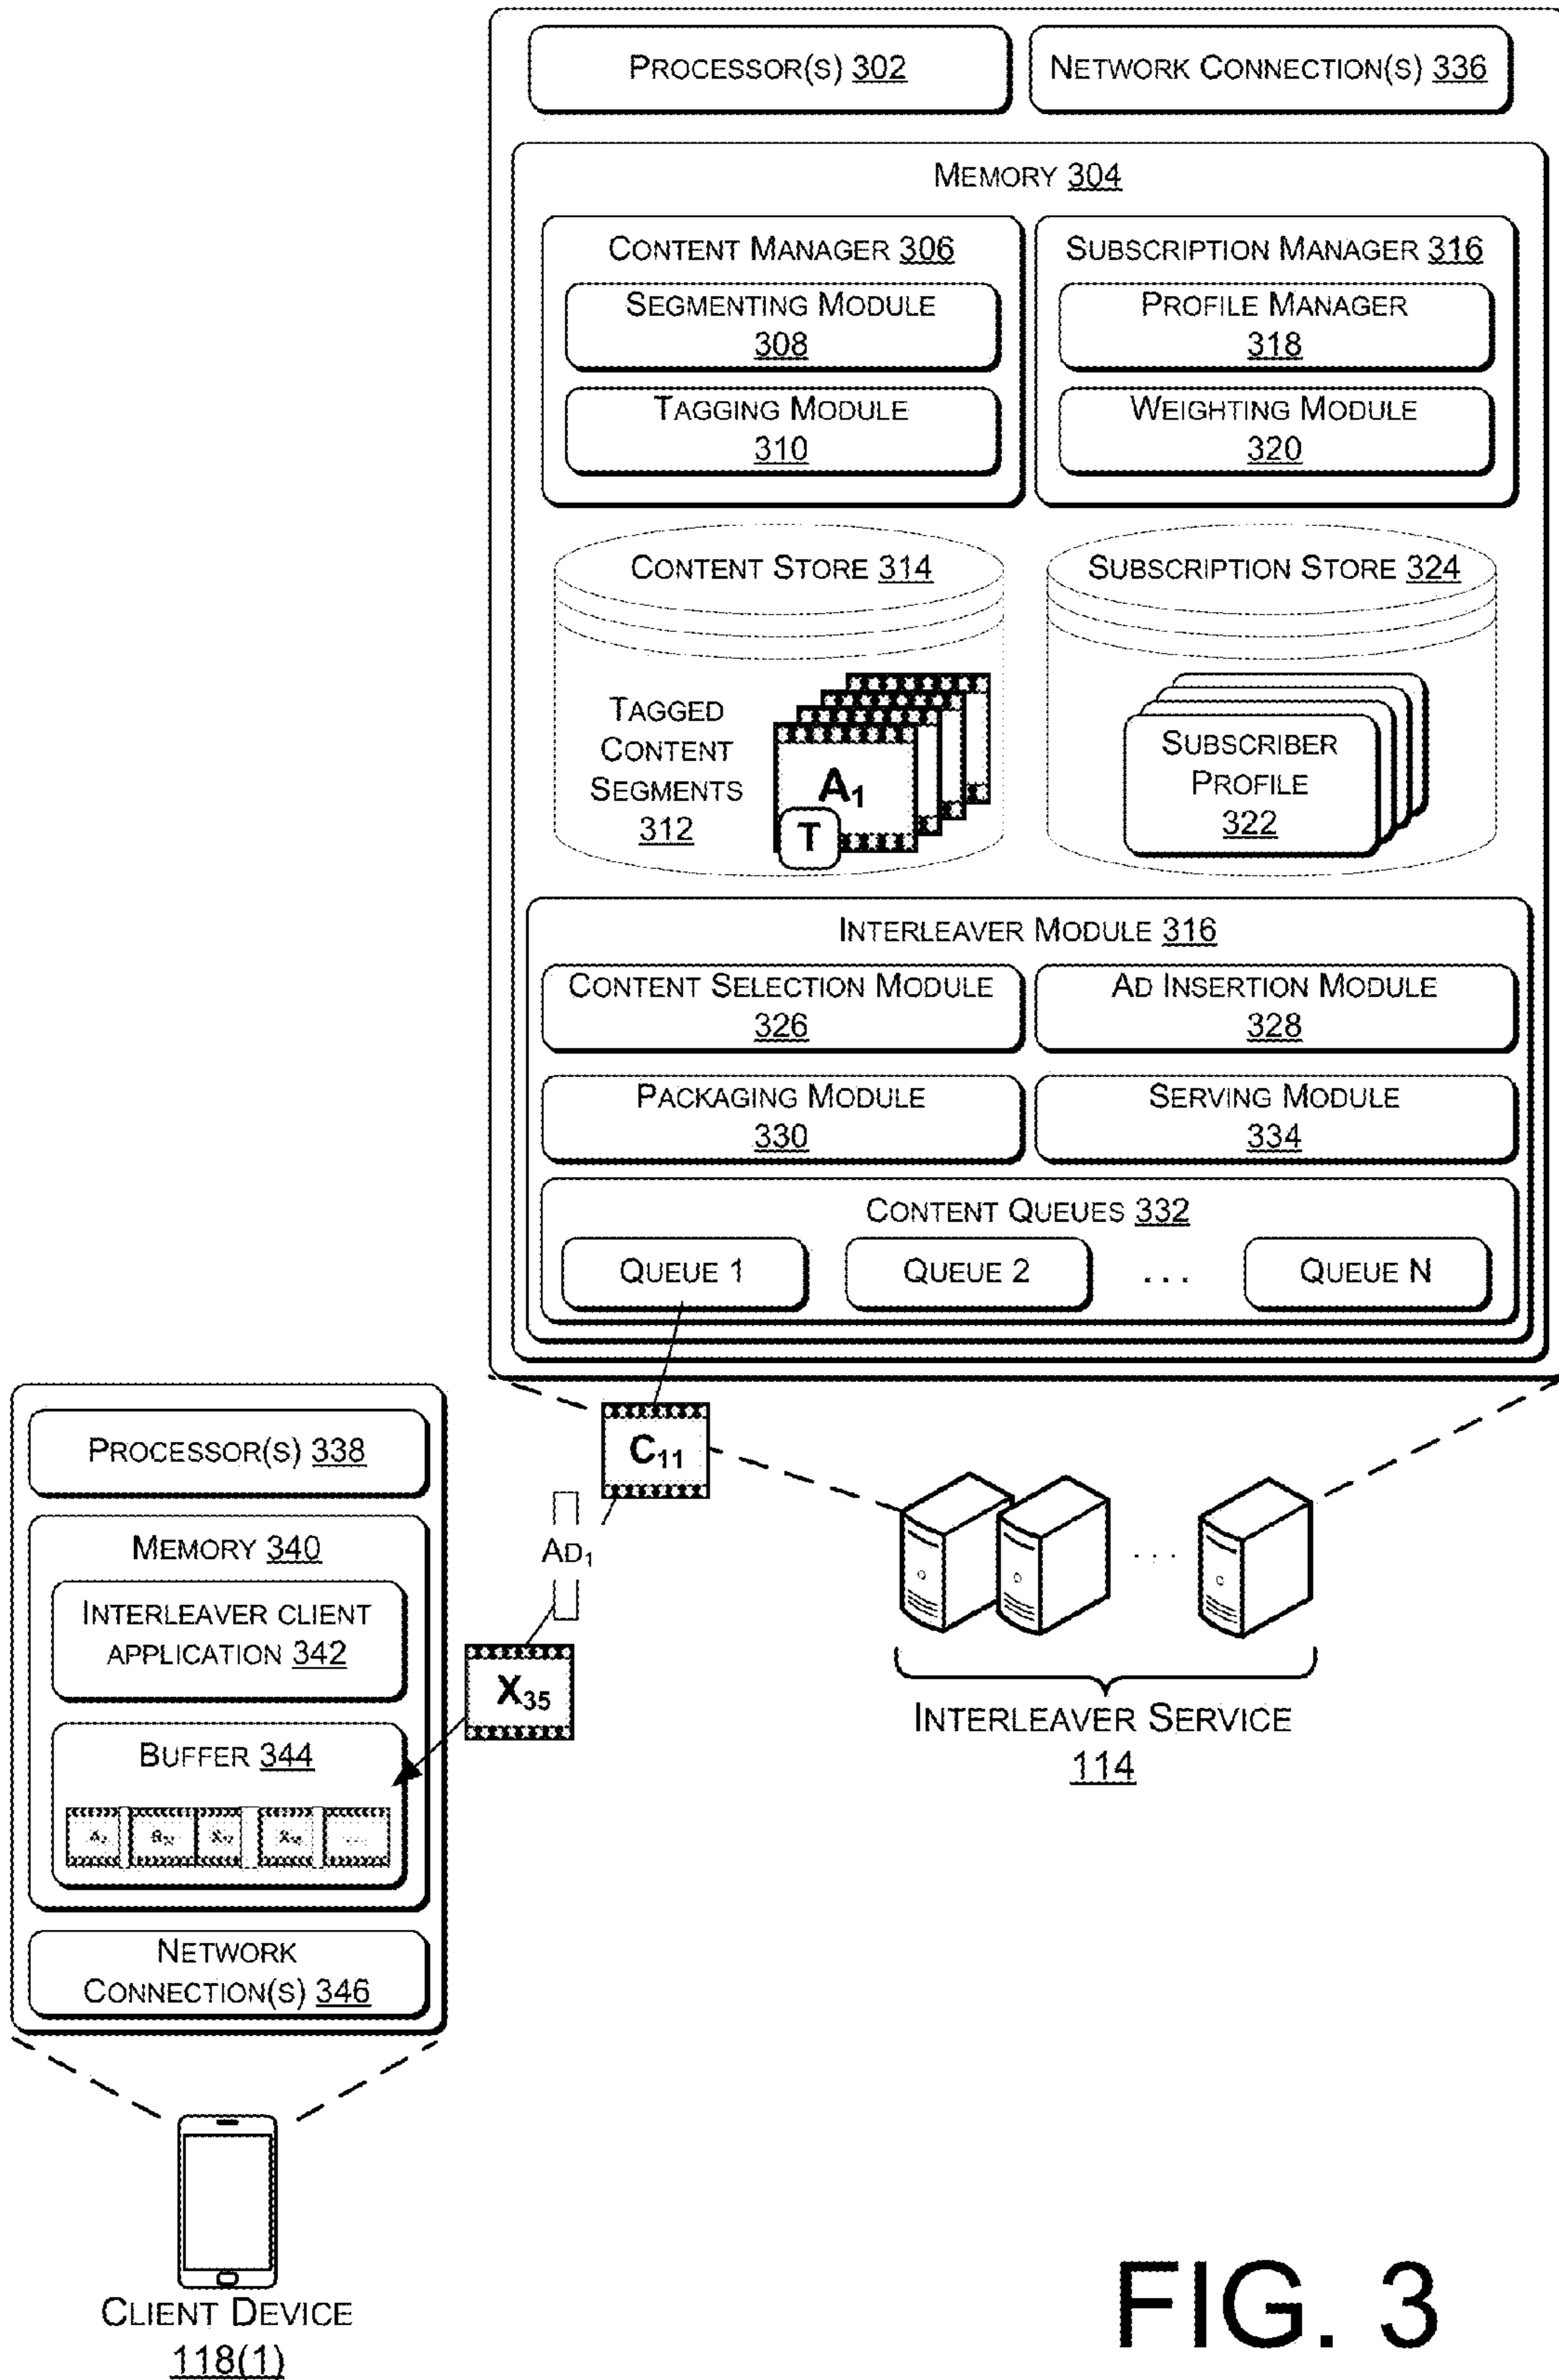 PROCESSOR(S) 302
NETWORK CONNECTION(S) 336
MEMORY 304
CONTENT MANAGER 306
SEGMENTING MODULE
308
TAGGING MODULE
310
SUBSCRIPTION MANAGER 316
PROFILE MANAGER
318
WEIGHTING MODULE
320
CONTENT STORE 314
TAGGED
CONTENT
SEGMENTS
312
A1
T
SUBSCRIPTION STORE 324
SUBSCRIBER
PROFILE
322
INTERLEAVER MODULE 316
CONTENT SELECTION MODULE
326
AD INSERTION MODULE
328
PACKAGING MODULE
330
SERVING MODULE
334
CONTENT QUEUES 332
QUEUE 1
QUEUE 2
...
QUEUE N
C11
AD1
X35
...
INTERLEAVER SERVICE
114
PROCESSOR(S) 338
MEMORY 340
INTERLEAVER CLIENT
APPLICATION 342
BUFFER 344
...
NETWORK
CONNECTION(S) 346
CLIENT DEVICE
118(1)
FIG. 3